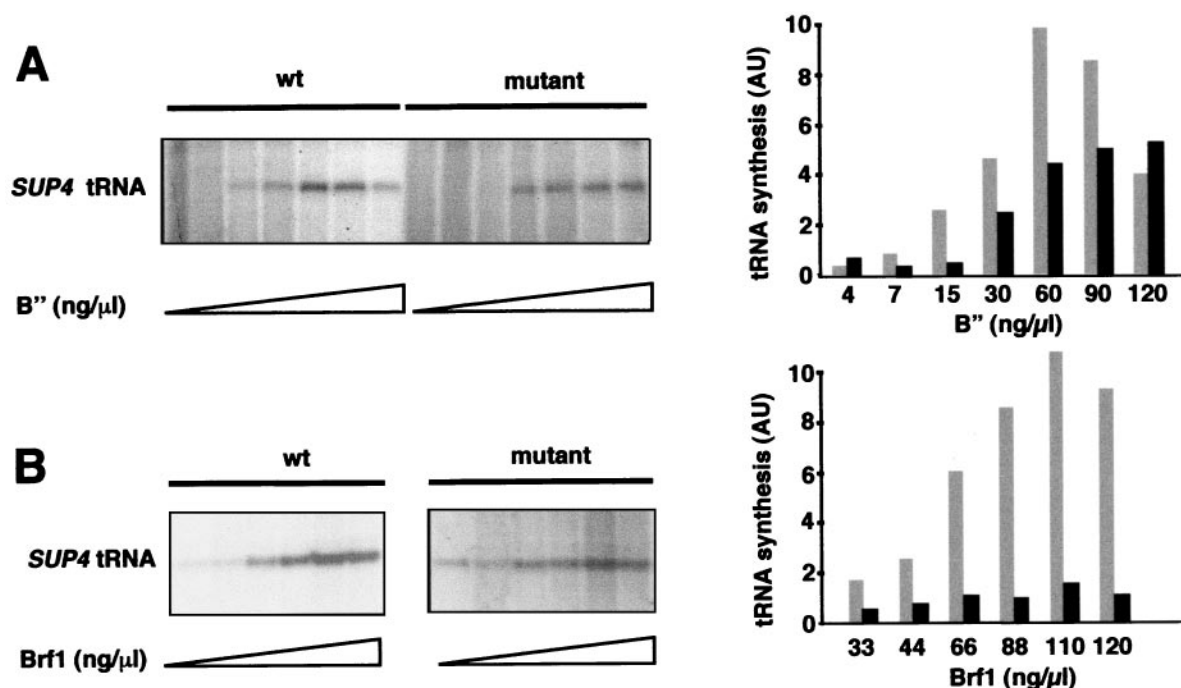 A
wt mutant
SUP4 tRNA
B” (ng/µl)
tRNA synthesis (AU)
10
8
6
4
2
0
4 7 15 30 60 90 120
B” (ng/µl)
B
wt mutant
SUP4 tRNA
Brf1 (ng/µl)
tRNA synthesis (AU)
10
8
6
4
2
0
33 44 66 88 110 120
Brf1 (ng/µl)